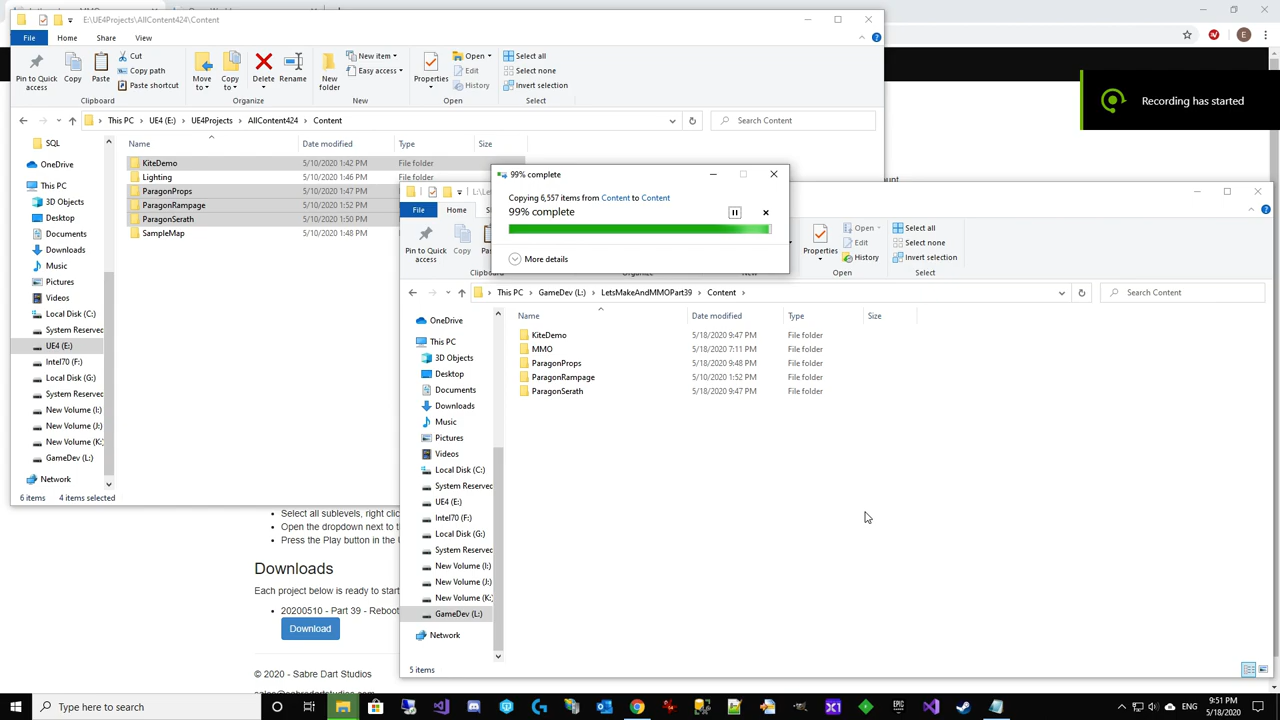 E:\UE4Projects\AllContent424\Content
File Home Share View
Pin to Quick access
Copy
Paste
Cut
Copy path
Paste shortcut
Clipboard
Move to
Copy to
Delete
Rename
Organize
New folder
New item
Easy access
New
Properties
Open
Edit
History
Open
Select all
Select none
Invert selection
Select
This PC > UE4 (E:) > UE4Projects > AllContent424 > Content
Search Content
Name Date modified Type Size
KiteDemo 5/10/2020 1:42 PM File folder
Lighting 5/10/2020 1:46 PM File folder
ParagonProps 5/10/2020 1:47 PM File folder
ParagonRampage 5/10/2020 1:52 PM File folder
ParagonSerath 5/10/2020 1:50 PM File folder
SampleMap 5/10/2020 1:48 PM File folder
SQL
OneDrive
This PC
3D Objects
Desktop
Documents
Downloads
Music
Pictures
Videos
Local Disk (C:)
System Reserved
UE4 (E:)
Intel70 (F:)
Local Disk (G:)
System Reserved
New Volume (I:)
New Volume (J:)
New Volume (K:
GameDev (L:)
Network
6 items 4 items selected
Recording has started
99% complete
Copying 6,557 items from Content to Content
99% complete
More details
File Home
Pin to Quick access
Copy
Properties
Open
Edit
History
Open
Select all
Select none
Invert selection
Select
This PC > GameDev (L:) > LetsMakeAndMMOPart39 > Content >
Search Content
Name Date modified Type Size
KiteDemo 5/18/2020 9:47 PM File folder
MMO 5/18/2020 7:11 PM File folder
ParagonProps 5/18/2020 9:48 PM File folder
ParagonRampage 5/10/2020 1:52 PM File folder
ParagonSerath 5/18/2020 9:47 PM File folder
OneDrive
This PC
3D Objects
Desktop
Documents
Downloads
Music
Pictures
Videos
Local Disk (C:)
System Reserved
UE4 (E:)
Intel70 (F:)
Local Disk (G:)
System Reserved
New Volume (I:)
New Volume (J:)
New Volume (K:
GameDev (L:)
Network
5 items
Select all sublevels, right clic
Open the dropdown next to t
Press the Play button in the
Downloads
Each project below is ready to start
20200510 - Part 39 - Reboot
Download
© 2020 - Sabre Dart Studios
Type here to search
ENG
9:51 PM
5/18/2020